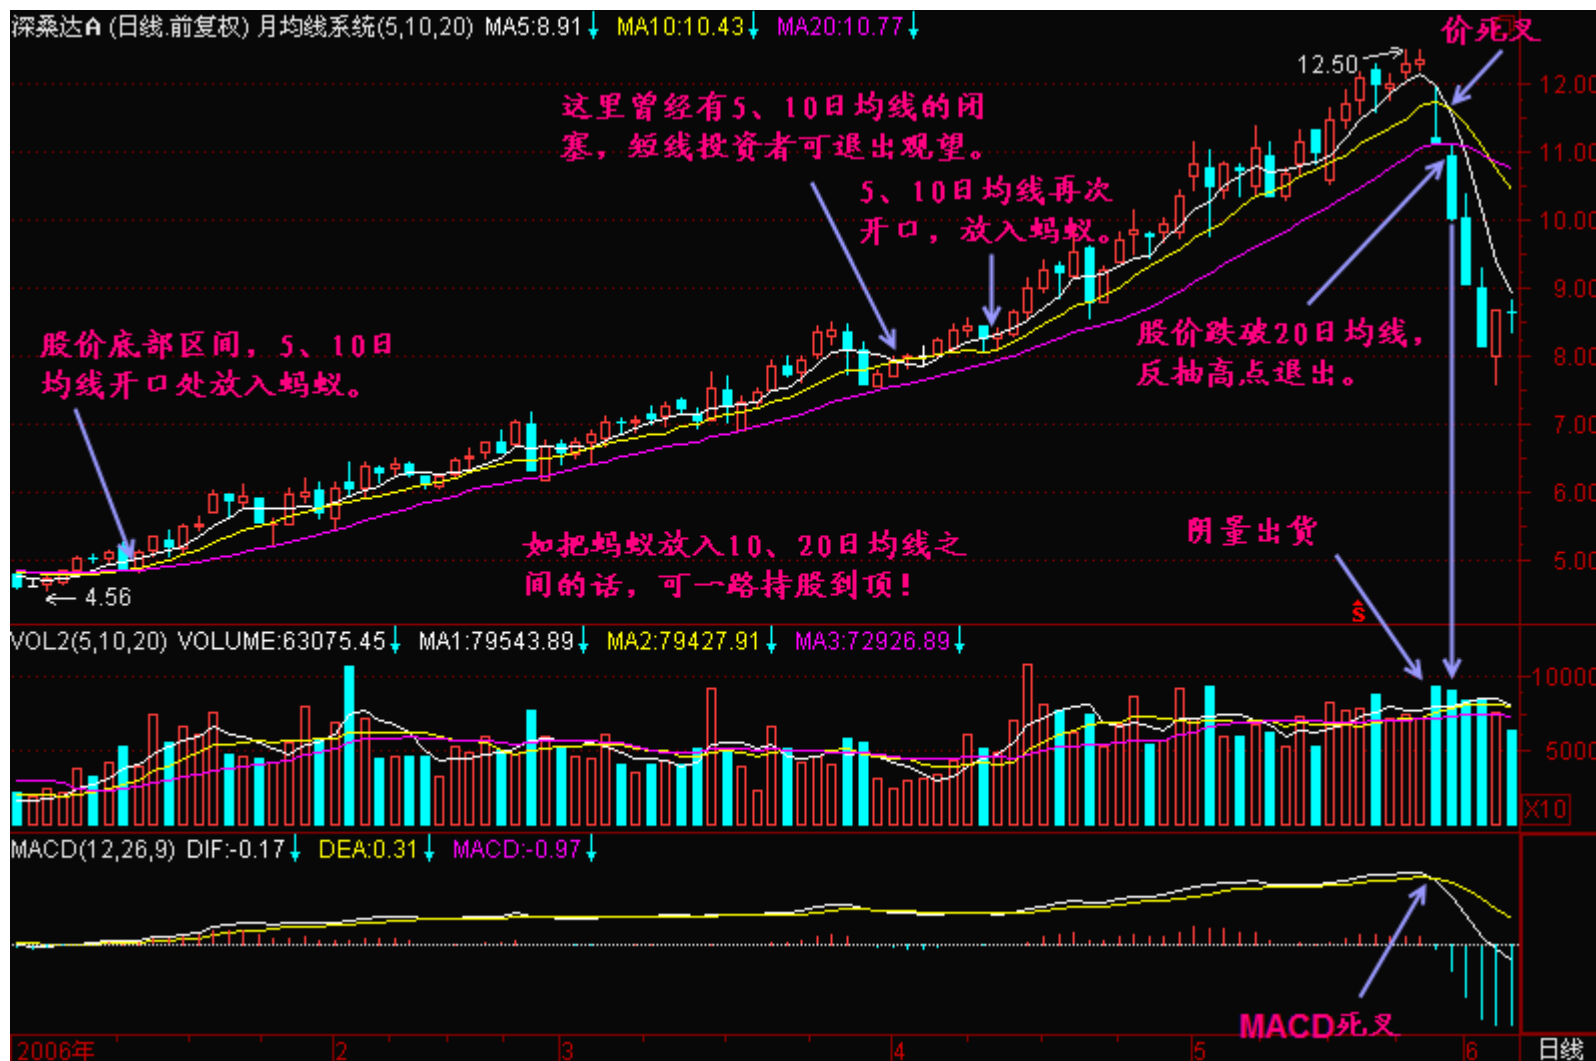 深桑达A (日线.前复权) 月均线系统(5,10,20) MA5:8.91↓ MA10:10.43↓ MA20:10.77↓
价死叉
12.50
12.00
这里曾经有5、10日均线的闭
塞，短线投资者可退出观望。
11.00
5、10日均线再次
开口，放入蚂蚁。
10.00
9.00
股价底部区间，5、10日
均线开口处放入蚂蚁。
股价跌破20日均线，
反抽高点退出。
8.00
7.00
6.00
阴量出货
如把蚂蚁放入10、20日均线之
间的话，可一路持股到顶！
5.00
4.56
S
VOL2(5,10,20) VOLUME:63075.45↓ MA1:79543.89↓ MA2:79427.91↓ MA3:72926.89↓
10000
5000
X10
MACD(12,26,9) DIF:-0.17↓ DEA:0.31↓ MACD:-0.97↓
MACD死叉
2006年 2 3 4 5 6 日线